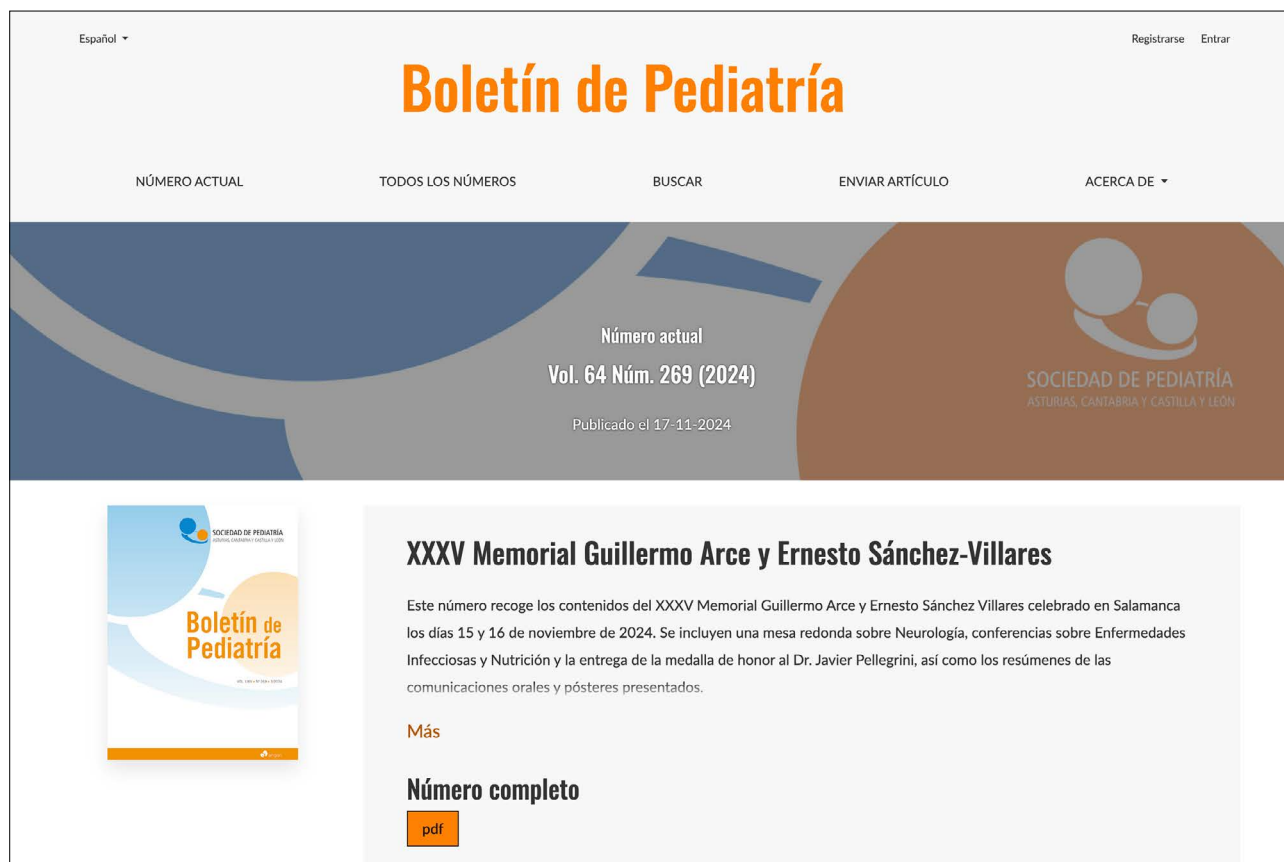 Español
Registrarse Entrar
Boletín de Pediatría
NÚMERO ACTUAL TODOS LOS NÚMEROS BUSCAR ENVIAR ARTÍCULO ACERCA DE
Número actual
Vol. 64 Núm. 269 (2024)
Publicado el 17-11-2024
SOCIEDAD DE PEDIATRÍA
ASTURIAS, CANTABRIA Y CASTILLA Y LEÓN
SOCIEDAD DE PEDIATRÍA
ASTURIAS, CANTABRIA Y CASTILLA Y LEÓN
Boletín de
Pediatría
XXXV Memorial Guillermo Arce y Ernesto Sánchez-Villares
Este número recoge los contenidos del XXXV Memorial Guillermo Arce y Ernesto Sánchez Villares celebrado en Salamanca
los días 15 y 16 de noviembre de 2024. Se incluyen una mesa redonda sobre Neurología, conferencias sobre Enfermedades
Infecciosas y Nutrición y la entrega de la medalla de honor al Dr. Javier Pellegrini, así como los resúmenes de las
comunicaciones orales y pósteres presentados.
Más
Número completo
pdf